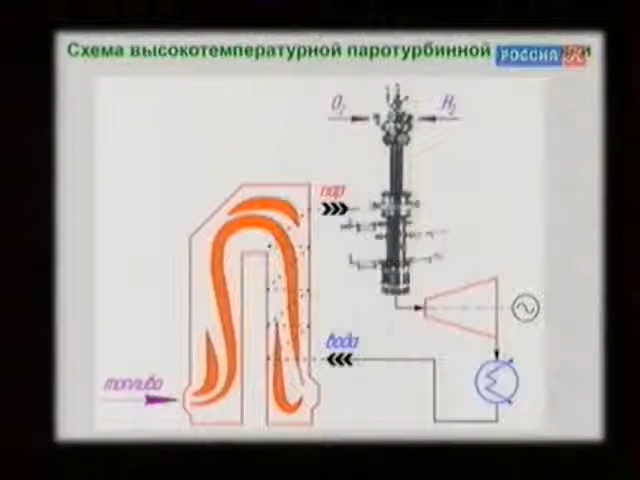 Схема высокотемпературной паротурбинной
РОССИЯ К
O₂
H₂
пар
вода
топливо